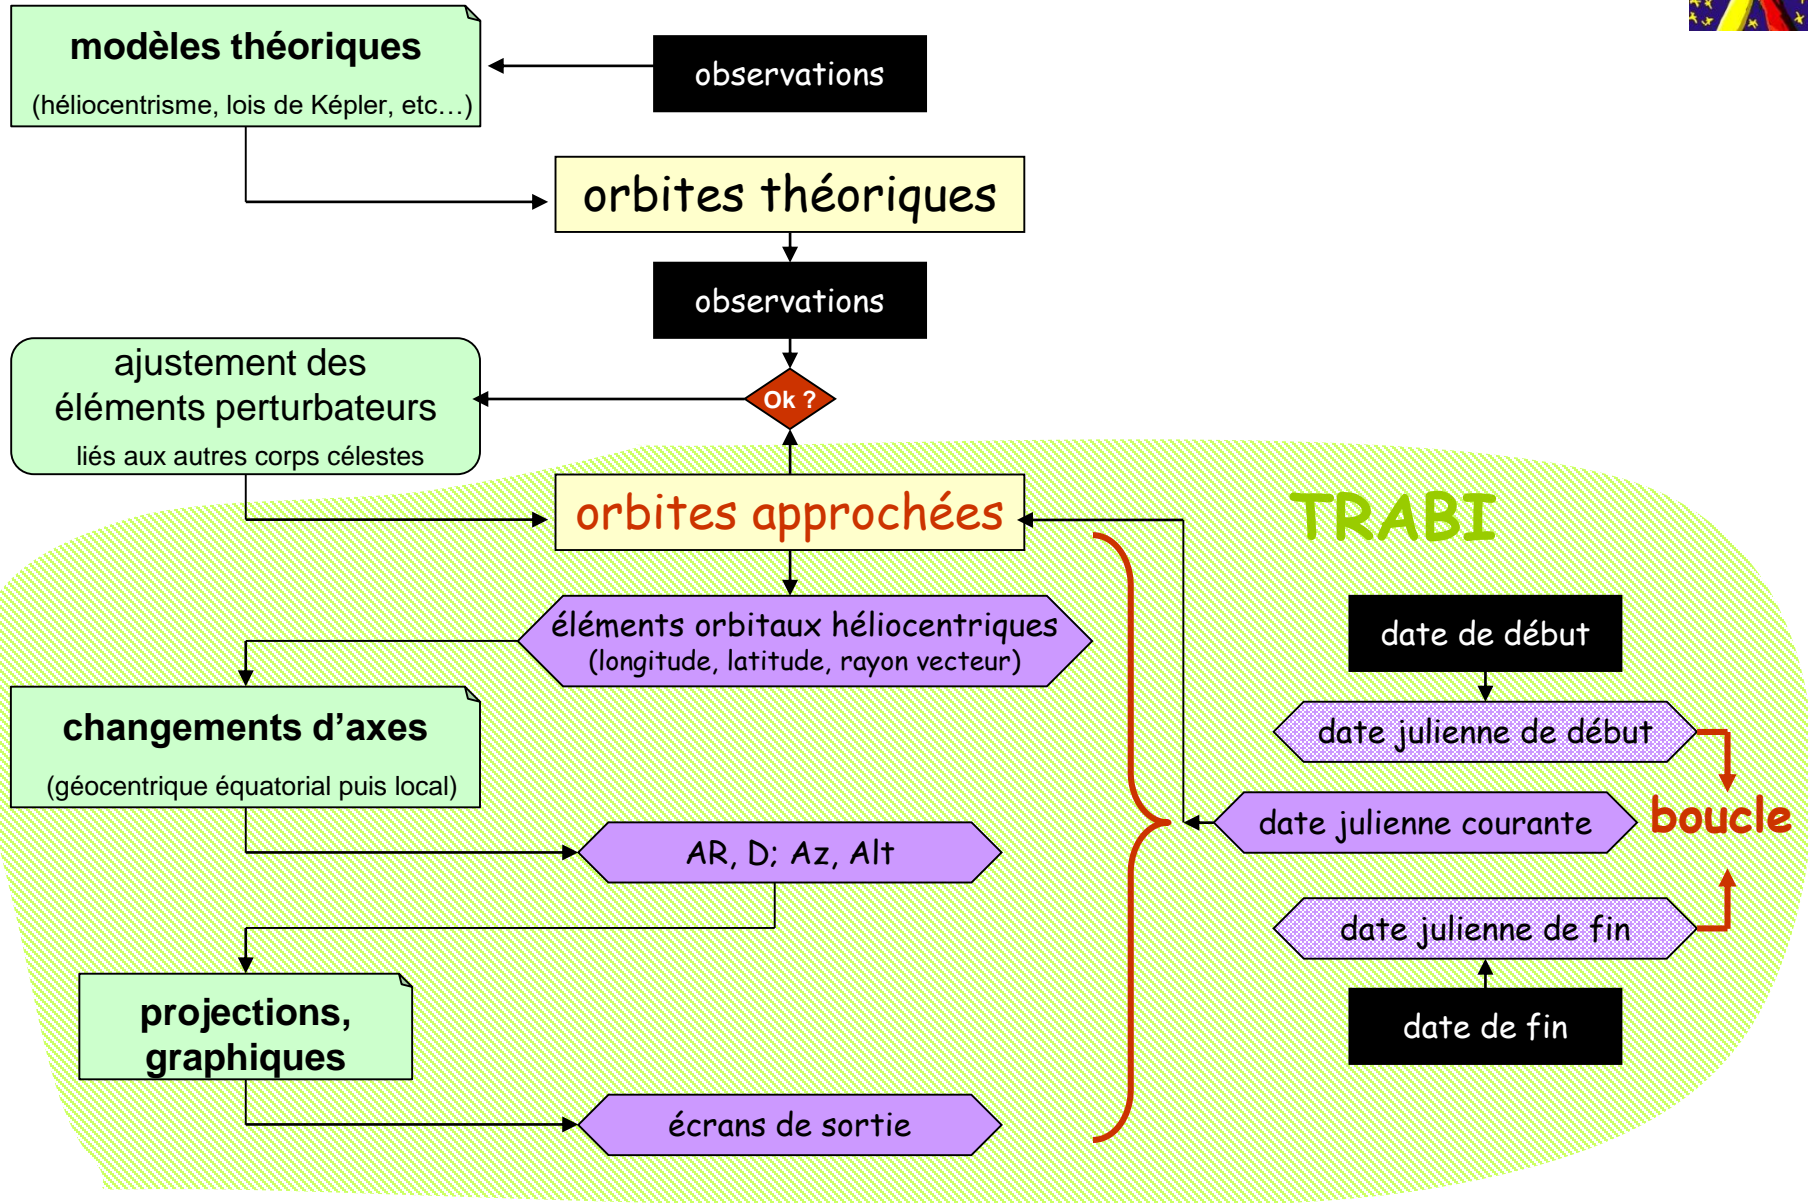 modèles théoriques
(héliocentrisme, lois de Képler, etc…)
observations
orbites théoriques
observations
Ok ?
ajustement des
éléments perturbateurs
liés aux autres corps célestes
orbites approchées
TRABI
éléments orbitaux héliocentriques
(longitude, latitude, rayon vecteur)
date de début
changements d’axes
(géocentrique équatorial puis local)
date julienne de début
date julienne courante
boucle
AR, D; Az, Alt
date julienne de fin
date de fin
projections,
graphiques
écrans de sortie